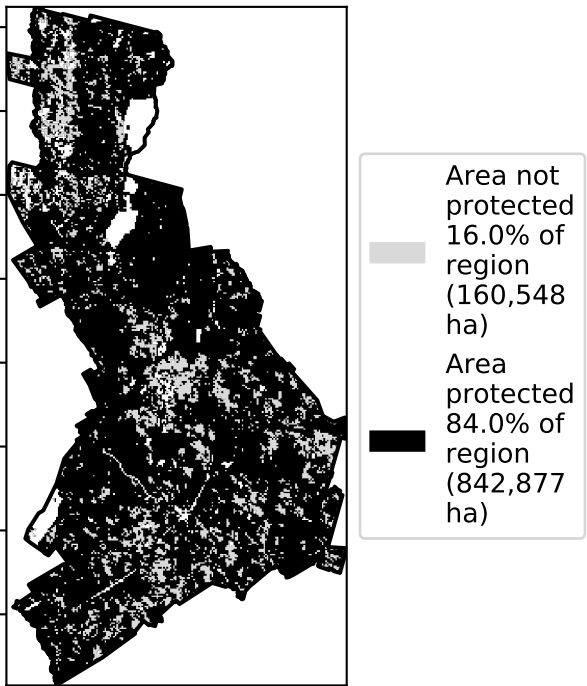 Area not
protected
16.0% of
region
(160,548
ha)
Area
protected
84.0% of
region
(842,877
ha)